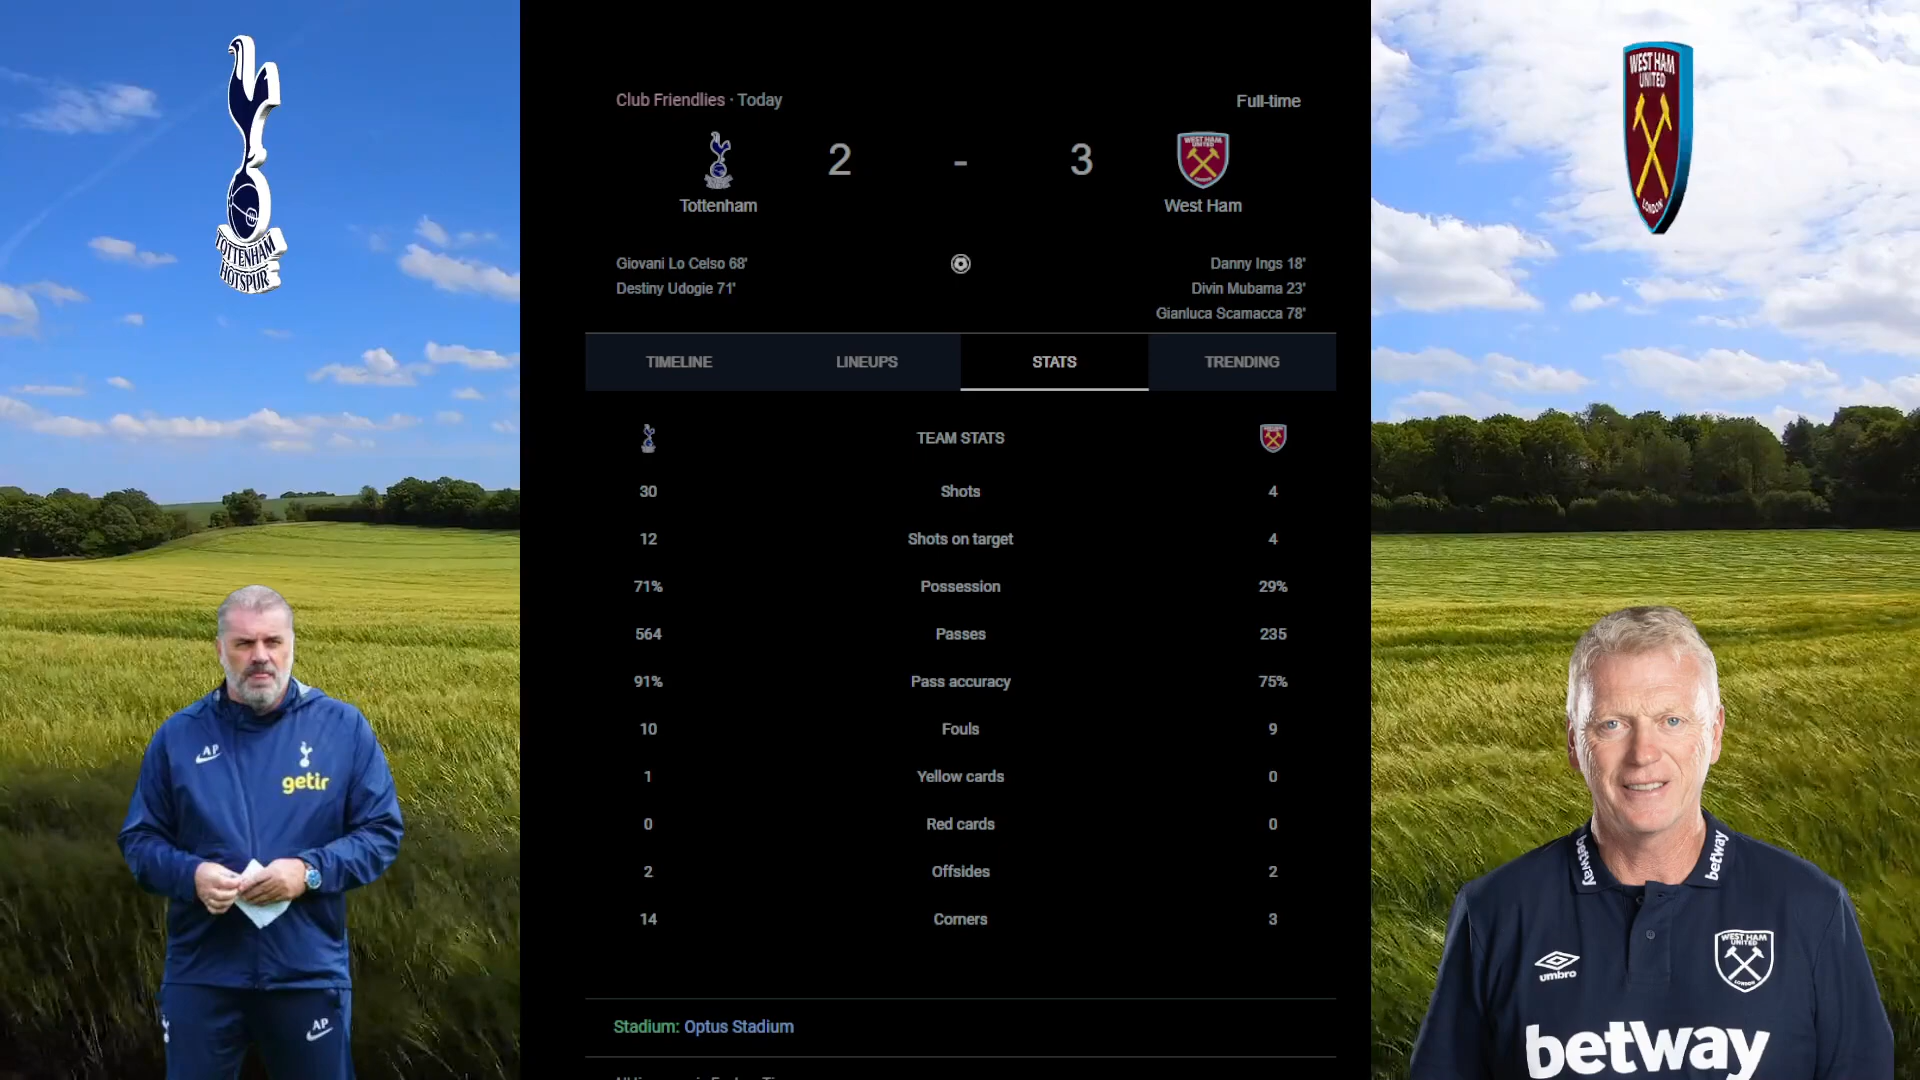 TOTTENHAM
HOTSPUR
WEST HAM
UNITED
LONDON
Club Friendlies · Today
Full-time
2 - 3
Tottenham
West Ham
Giovani Lo Celso 68'
Destiny Udogie 71'
Danny Ings 18'
Divin Mubama 23'
Gianluca Scamacca 78'
TIMELINE LINEUPS STATS TRENDING
TEAM STATS
30 Shots 4
12 Shots on target 4
71% Possession 29%
564 Passes 235
91% Pass accuracy 75%
10 Fouls 9
1 Yellow cards 0
0 Red cards 0
2 Offsides 2
14 Corners 3
Stadium: Optus Stadium
AP
getir
AP
betway
betway
umbro
WEST HAM
UNITED
LONDON
betway